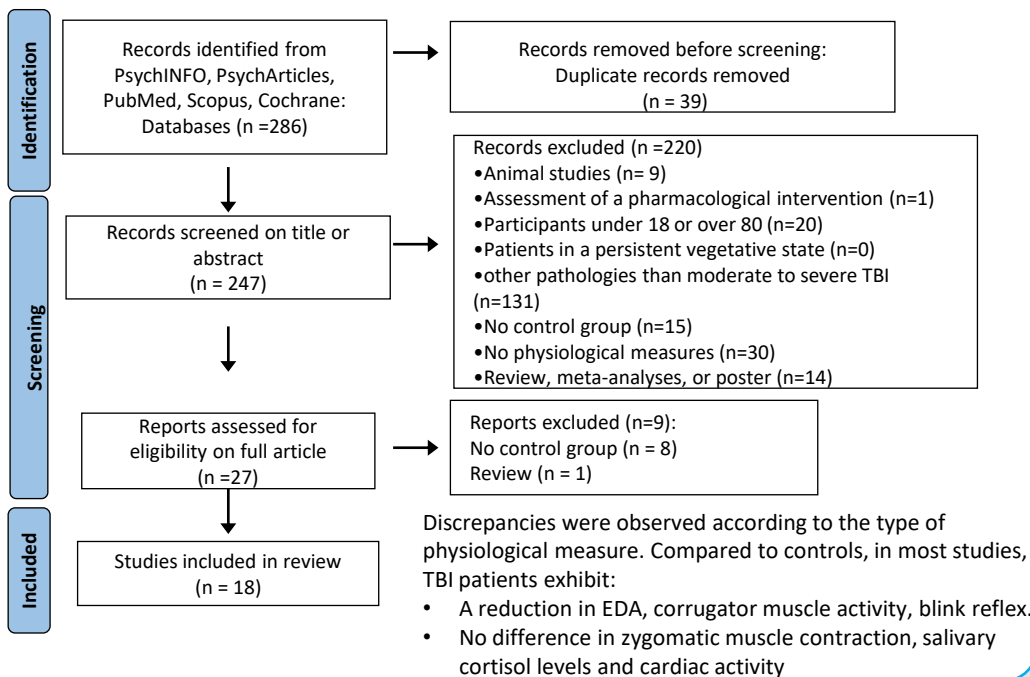 Identification
Records identified from
PsychINFO, PsychArticles,
PubMed, Scopus, Cochrane:
Databases (n =286)
Records removed before screening:
Duplicate records removed
(n = 39)
Screening
Records screened on title or
abstract
(n = 247)
Records excluded (n =220)
•Animal studies (n= 9)
•Assessment of a pharmacological intervention (n=1)
•Participants under 18 or over 80 (n=20)
•Patients in a persistent vegetative state (n=0)
•other pathologies than moderate to severe TBI
(n=131)
•No control group (n=15)
•No physiological measures (n=30)
•Review, meta-analyses, or poster (n=14)
Reports assessed for
eligibility on full article
(n =27)
Reports excluded (n=9):
No control group (n = 8)
Review (n = 1)
Included
Studies included in review
(n = 18)
Discrepancies were observed according to the type of
physiological measure. Compared to controls, in most studies,
TBI patients exhibit:
• A reduction in EDA, corrugator muscle activity, blink reflex.
• No difference in zygomatic muscle contraction, salivary
cortisol levels and cardiac activity